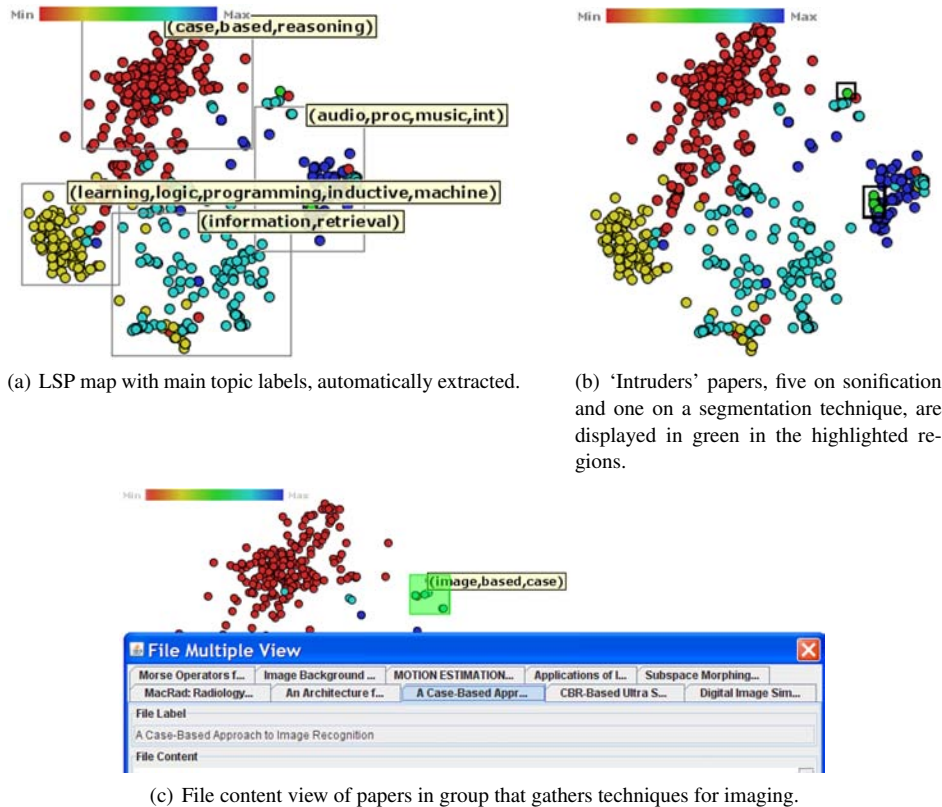 Min Max
(case,based,reasoning)
(audio,proc,music,int)
(learning,logic,programming,inductive,machine)
(information,retrieval)
Min Max
(a) LSP map with main topic labels, automatically extracted.
(b) ‘Intruders’ papers, five on sonification
and one on a segmentation technique, are
displayed in green in the highlighted re-
gions.
Min Max
(image,based,case)
File Multiple View
Morse Operators f... Image Background ... MOTION ESTIMATION... Applications of I... Subspace Morphing...
MacRad: Radiology... An Architecture f... A Case-Based Appr... CBR-Based Ultra S... Digital Image Sim...
File Label
A Case-Based Approach to Image Recognition
File Content
(c) File content view of papers in group that gathers techniques for imaging.